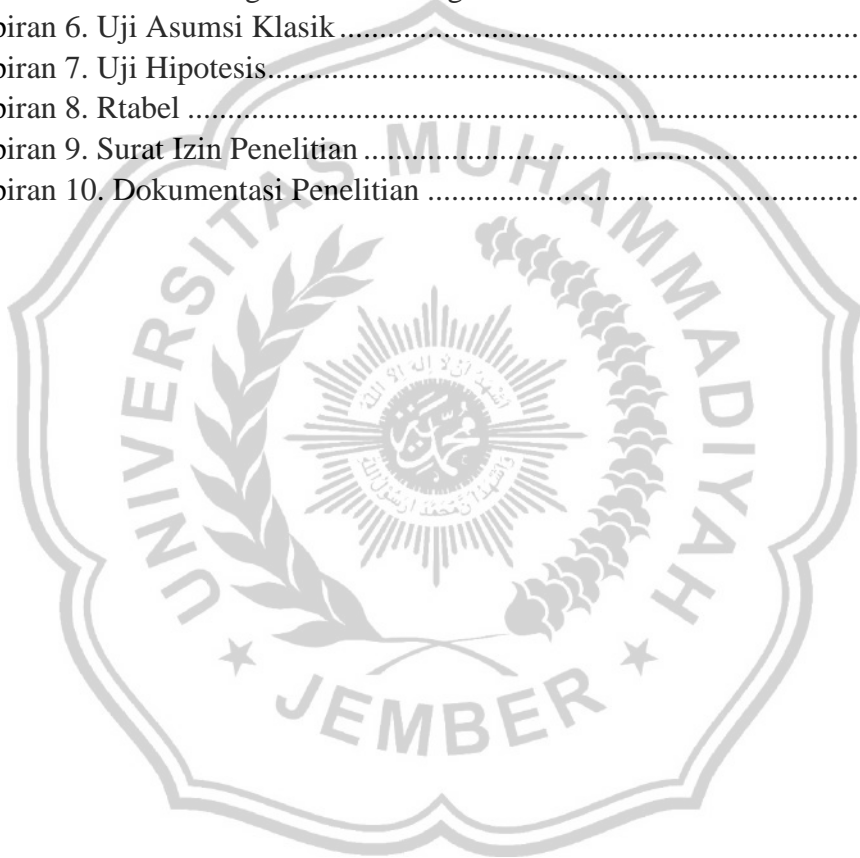 piran 6. Uji Asumsi Klasik ................................................................
piran 7. Uji Hipotesis.........................................................................
piran 8. Rtabel ...................................................................................
piran 9. Surat Izin Penelitian .............................................................
piran 10. Dokumentasi Penelitian .....................................................
UNIVERSITAS MUHAMMADIYAH
JEMBER